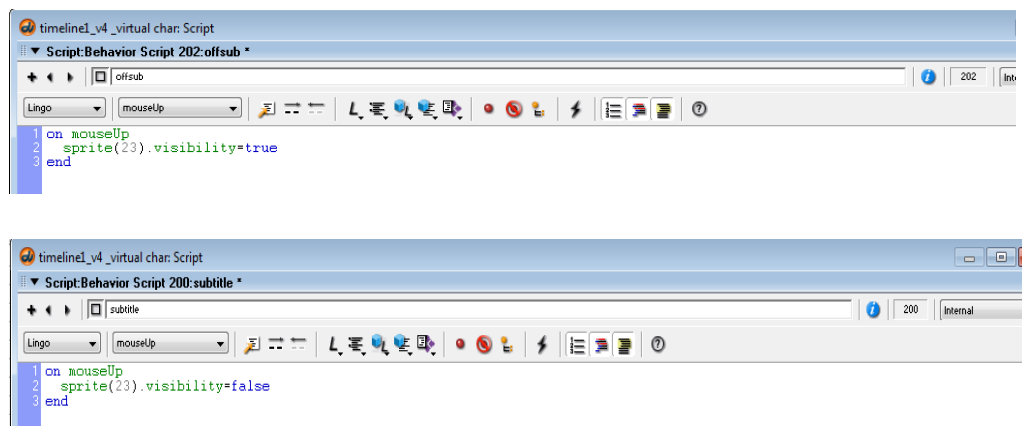 timeline1_v4 _virtual char: Script
Script:Behavior Script 202:offsub *
offsub 202
Lingo mouseUp
1 on mouseUp
2 sprite(23).visibility=true
3 end
timeline1_v4 _virtual char: Script
Script:Behavior Script 200:subtitle *
subtitle 200 Internal
Lingo mouseUp
1 on mouseUp
2 sprite(23).visibility=false
3 end